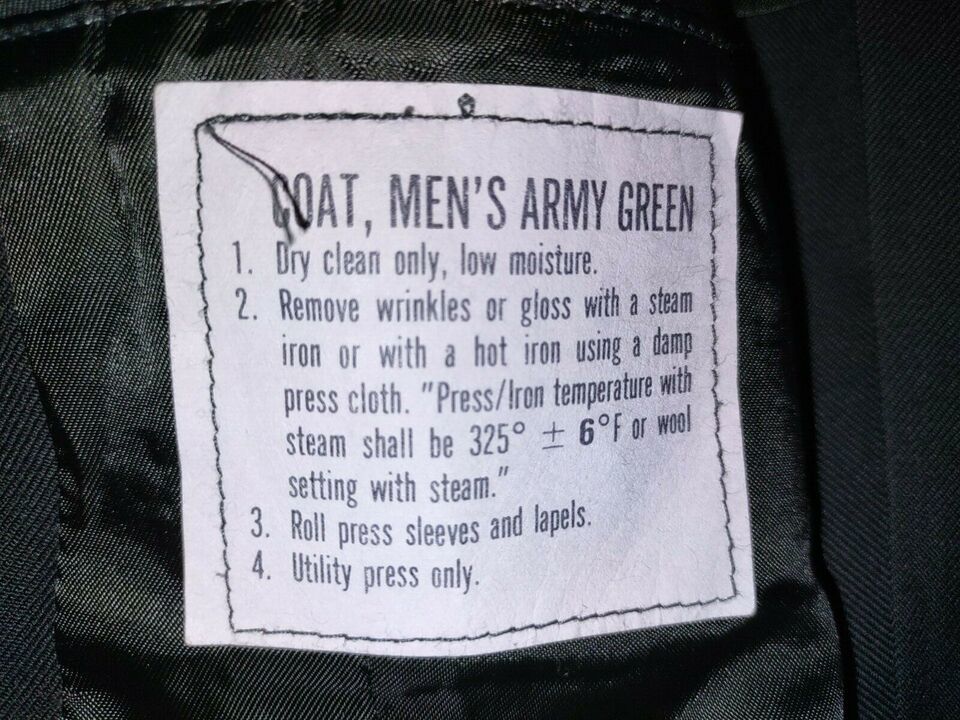 COAT, MEN'S ARMY GREEN
1. Dry clean only, low moisture.
2. Remove wrinkles or gloss with a steam
iron or with a hot iron using a damp
press cloth. "Press/Iron temperature with
steam shall be 325° ± 6°F or wool
setting with steam."
3. Roll press sleeves and lapels.
4. Utility press only.